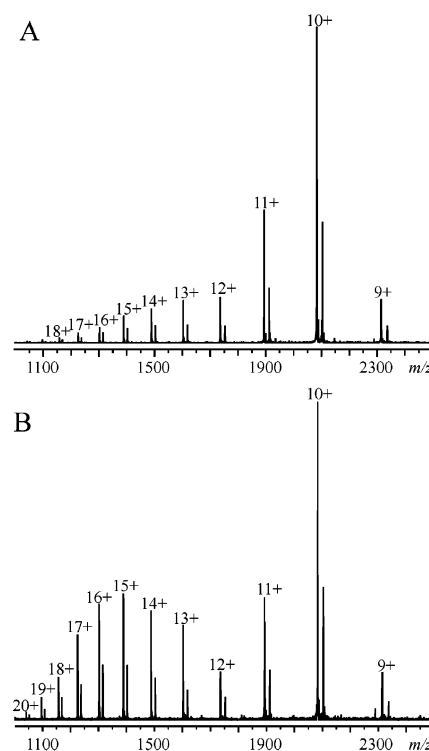 A
10+
11+
18+ 17+ 16+ 15+ 14+ 13+ 12+ 9+
1100 1500 1900 2300 m/z
B
10+
20+ 19+ 18+ 17+ 16+ 15+ 14+ 13+ 12+ 11+ 9+
1100 1500 1900 2300 m/z